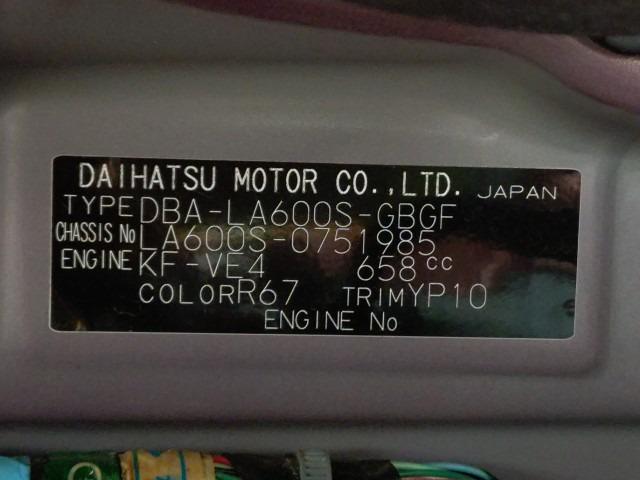 DAIHATSU MOTOR CO.,LTD. JAPAN
TYPE DBA-LA600S-GBGF
CHASSIS No LA600S-0751985
ENGINE KF-VE4 658cc
COLOR R67 TRIM YP10
ENGINE No